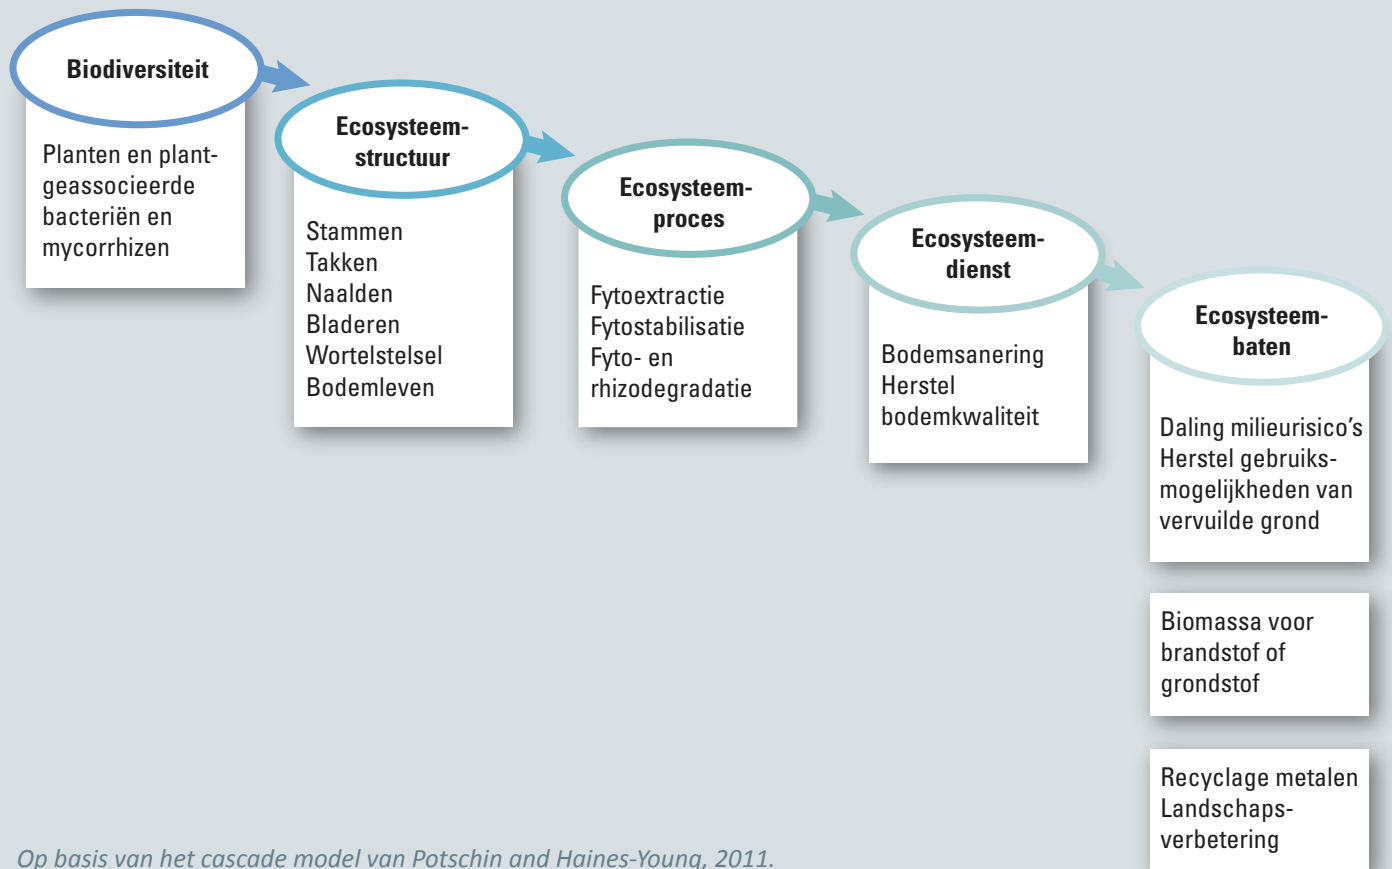 Biodiversiteit
Planten en plant-
geassocieerde
bacteriën en
mycorrhizen
Ecosysteem-
structuur
Stammen
Takken
Naalden
Bladeren
Wortelstelsel
Bodemleven
Ecosysteem-
proces
Fytoextractie
Fytostabilisatie
Fyto- en
rhizodegradatie
Ecosysteem-
dienst
Bodemsanering
Herstel
bodemkwaliteit
Ecosysteem-
baten
Daling milieurisico's
Herstel gebruiks-
mogelijkheden van
vervuilde grond
Biomassa voor
brandstof of
grondstof
Recyclage metalen
Landschaps-
verbetering
Op basis van het cascade model van Potschin and Haines-Young, 2011.